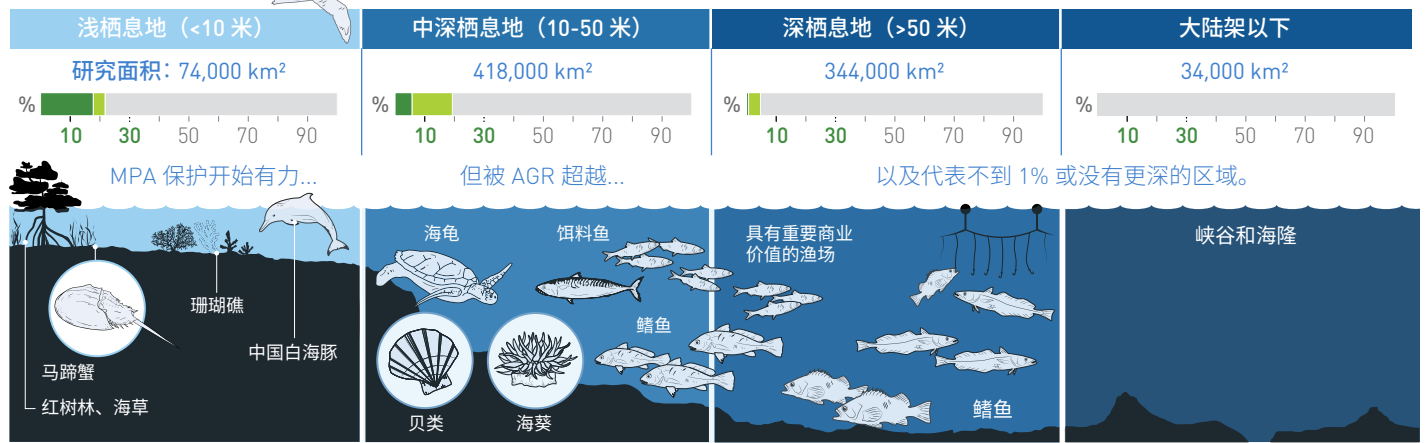 浅栖息地（<10 米）
中深栖息地（10-50 米）
深栖息地（>50 米）
大陆架以下
研究面积：74,000 km²
418,000 km²
344,000 km²
34,000 km²
%
10 30 50 70 90
%
10 30 50 70 90
%
10 30 50 70 90
%
10 30 50 70 90
MPA 保护开始有力...
但被 AGR 超越...
以及代表不到 1% 或没有更深的区域。
珊瑚礁
中国白海豚
马蹄蟹
红树林、海草
海龟
饵料鱼
鳍鱼
贝类
海葵
具有重要商业
价值的渔场
鳍鱼
峡谷和海隆